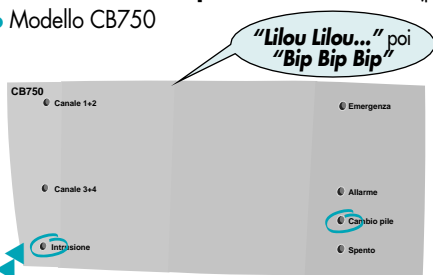 Modello CB750
"Lilou Lilou..." poi
"Bip Bip Bip"
CB750
Canale 1+2
Emergenza
Canale 3+4
Allarme
Cambio pile
Intrusione
Spento